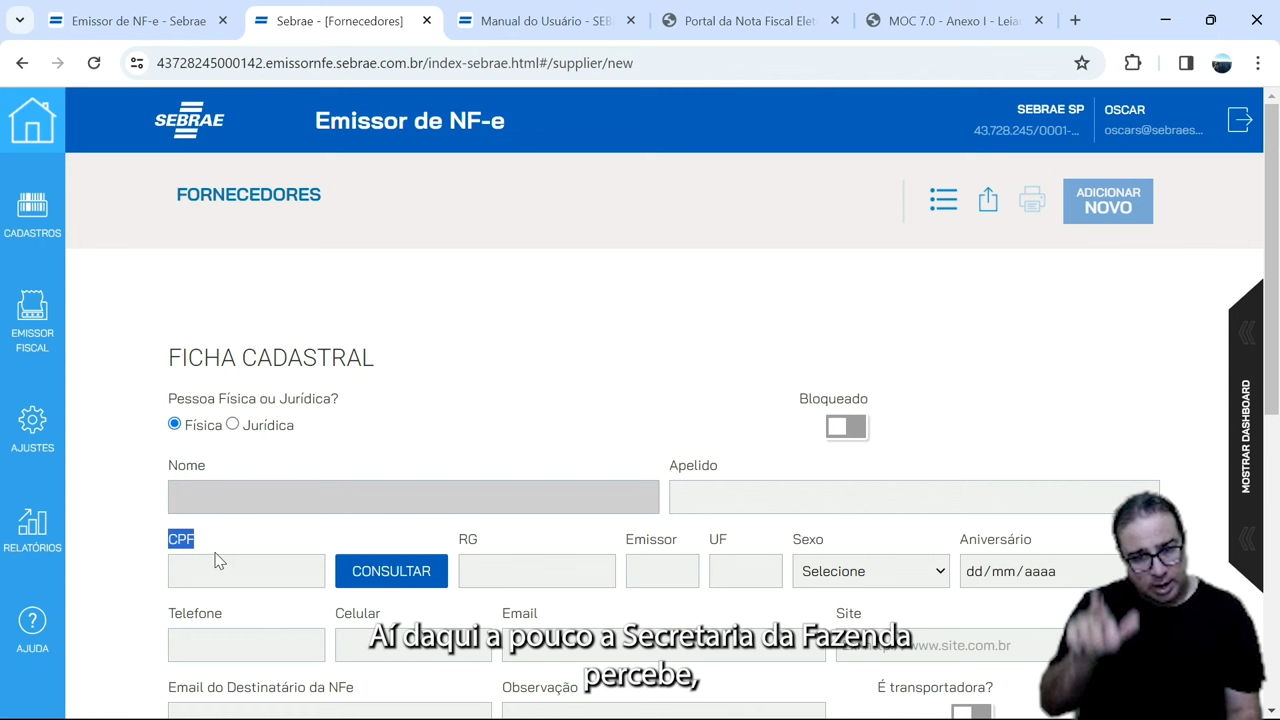 Emissor de NF-e - Sebrae
Sebrae - [Fornecedores]
Manual do Usuário - SEB
Portal da Nota Fiscal Elet
MOC 7.0 - Anexo I - Leia
43728245000142.emissornfe.sebrae.com.br/index-sebrae.html#/supplier/new
SEBRAE
Emissor de NF-e
SEBRAE SP
43.728.245/0001-...
OSCAR
oscars@sebraes...
CADASTROS
EMISSOR
FISCAL
AJUSTES
RELATÓRIOS
AJUDA
FORNECEDORES
ADICIONAR
NOVO
MOSTRAR DASHBOARD
FICHA CADASTRAL
Pessoa Física ou Jurídica?
Bloqueado
Física Jurídica
Nome
Apelido
CPF
RG
Emissor
UF
Sexo
Aniversário
CONSULTAR
Selecione
dd/mm/aaaa
Telefone
Celular
Email
Site
www.site.com.br
Aí daqui a pouco a Secretaria da Fazenda
percebe,
Email do Destinatário da NFe
Observação
É transportadora?